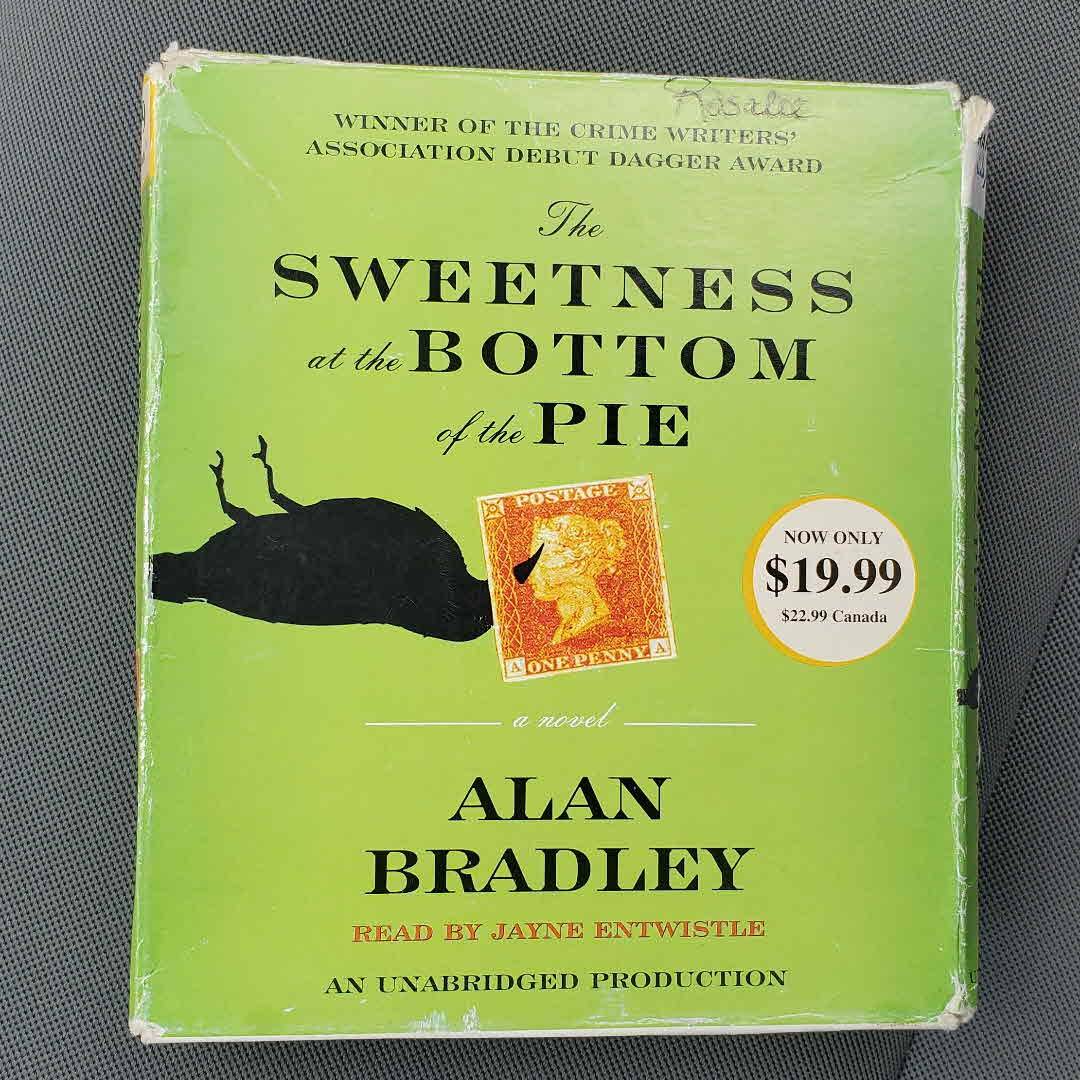 Rosalee
WINNER OF THE CRIME WRITERS'
ASSOCIATION DEBUT DAGGER AWARD
The
SWEETNESS
at the BOTTOM
of the PIE
POSTAGE
A ONE PENNY A
NOW ONLY
$19.99
$22.99 Canada
a novel
ALAN
BRADLEY
READ BY JAYNE ENTWISTLE
AN UNABRIDGED PRODUCTION